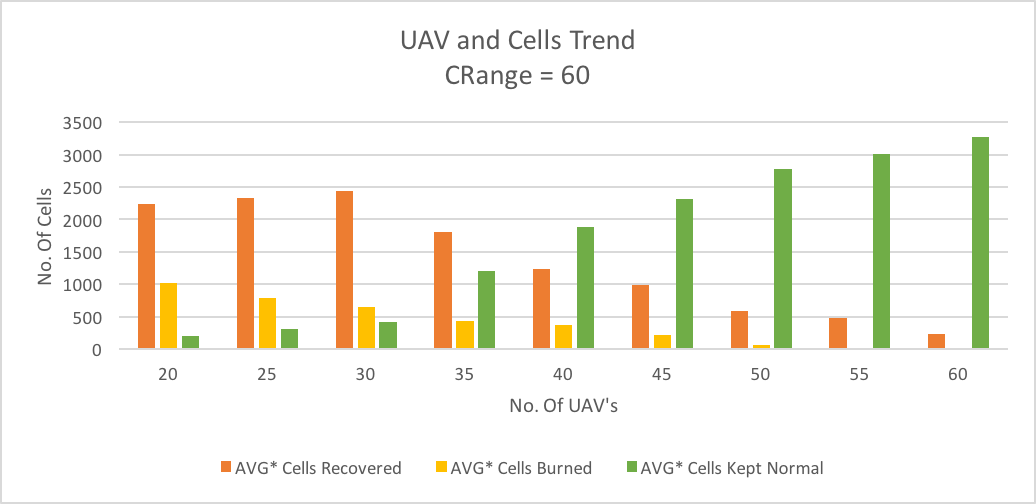 UAV and Cells Trend
CRange = 60
3500
3000
2500
2000
1500
1000
500
0
No. Of Cells
20 25 30 35 40 45 50 55 60
No. Of UAV's
AVG* Cells Recovered AVG* Cells Burned AVG* Cells Kept Normal